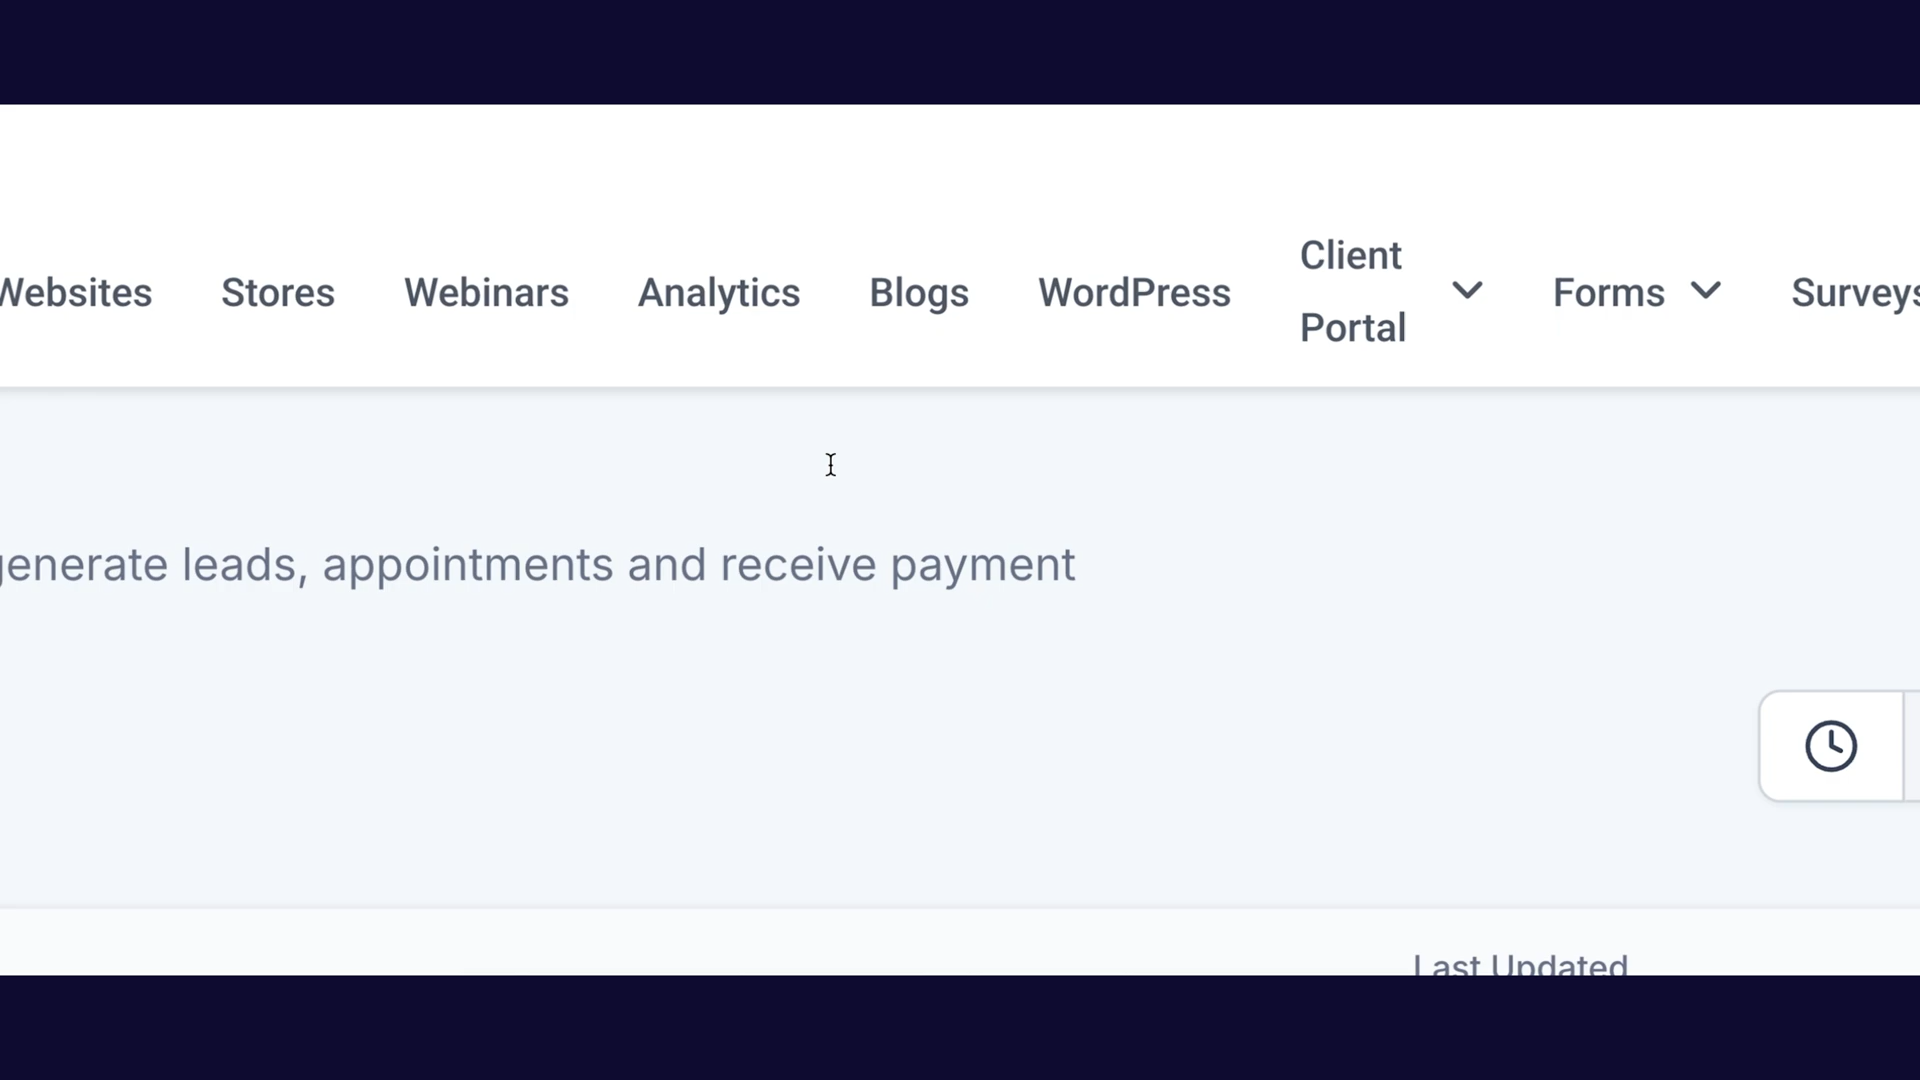 Websites Stores Webinars Analytics Blogs WordPress Client Portal Forms Surveys
generate leads, appointments and receive payment
Last Updated